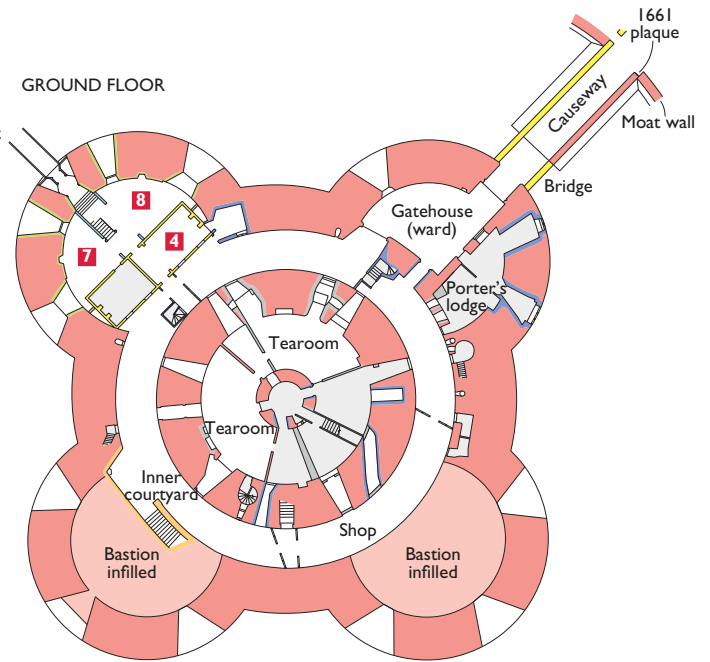 1661
plaque
GROUND FLOOR
Causeway
Moat wall
Bridge
8
Gatehouse
(ward)
4
7
Porter's
lodge
Tearoom
Tearoom
Inner
courtyard
Shop
Bastion
infilled
Bastion
infilled